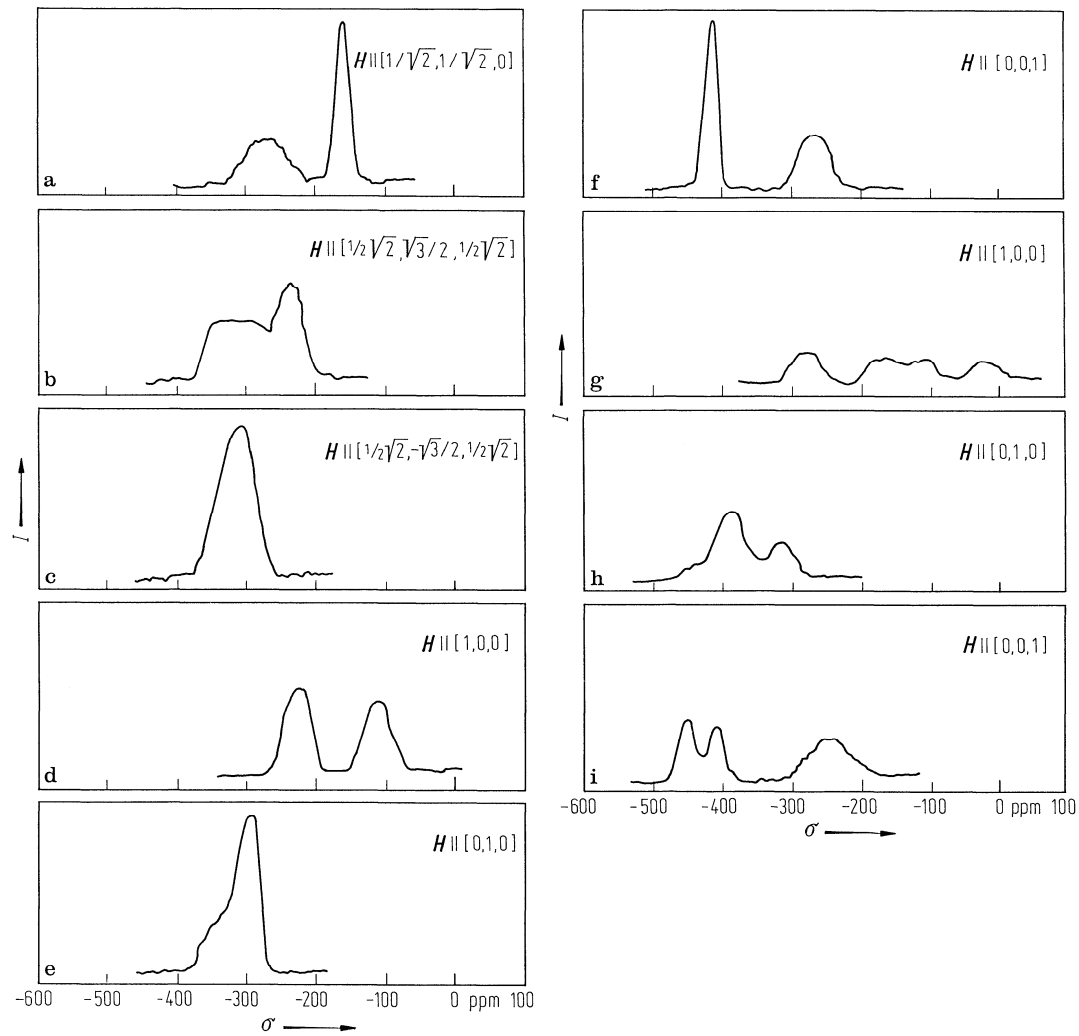 H||[1/√2,1/√2,0]
a
H||[1/2√2,√3/2,1/2√2]
b
H||[1/2√2,-√3/2,1/2√2]
c
I
H||[1,0,0]
d
H||[0,1,0]
e
-600 -500 -400 -300 -200 -100 0 ppm 100
σ
H||[0,0,1]
f
H||[1,0,0]
g
I
H||[0,1,0]
h
H||[0,0,1]
i
-600 -500 -400 -300 -200 -100 0 ppm 100
σ